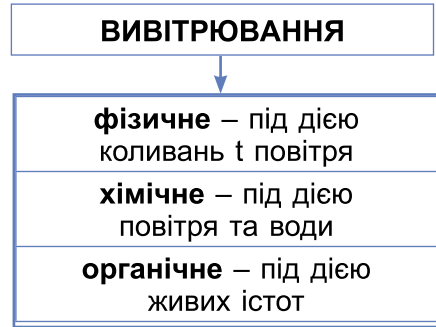 ВИВІТРЮВАННЯ
фізичне – під дією
коливань t повітря
хімічне – під дією
повітря та води
органічне – під дією
живих істот